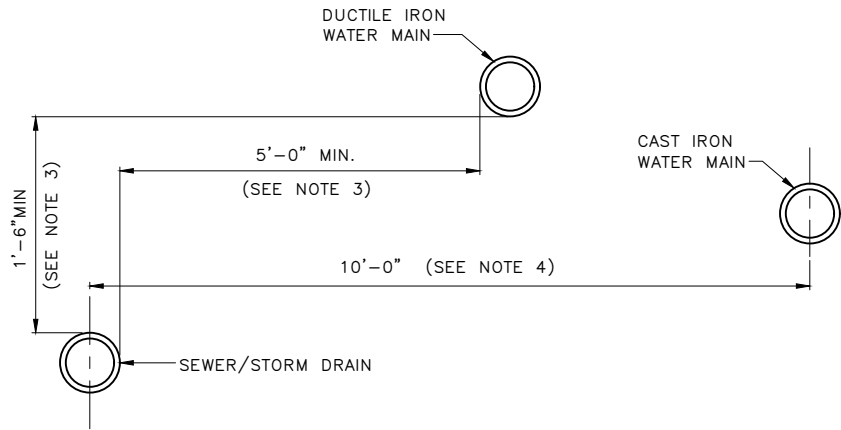 DUCTILE IRON
WATER MAIN
5'-0" MIN.
(SEE NOTE 3)
CAST IRON
WATER MAIN
1'-6"MIN
(SEE NOTE 3)
10'-0" (SEE NOTE 4)
SEWER/STORM DRAIN